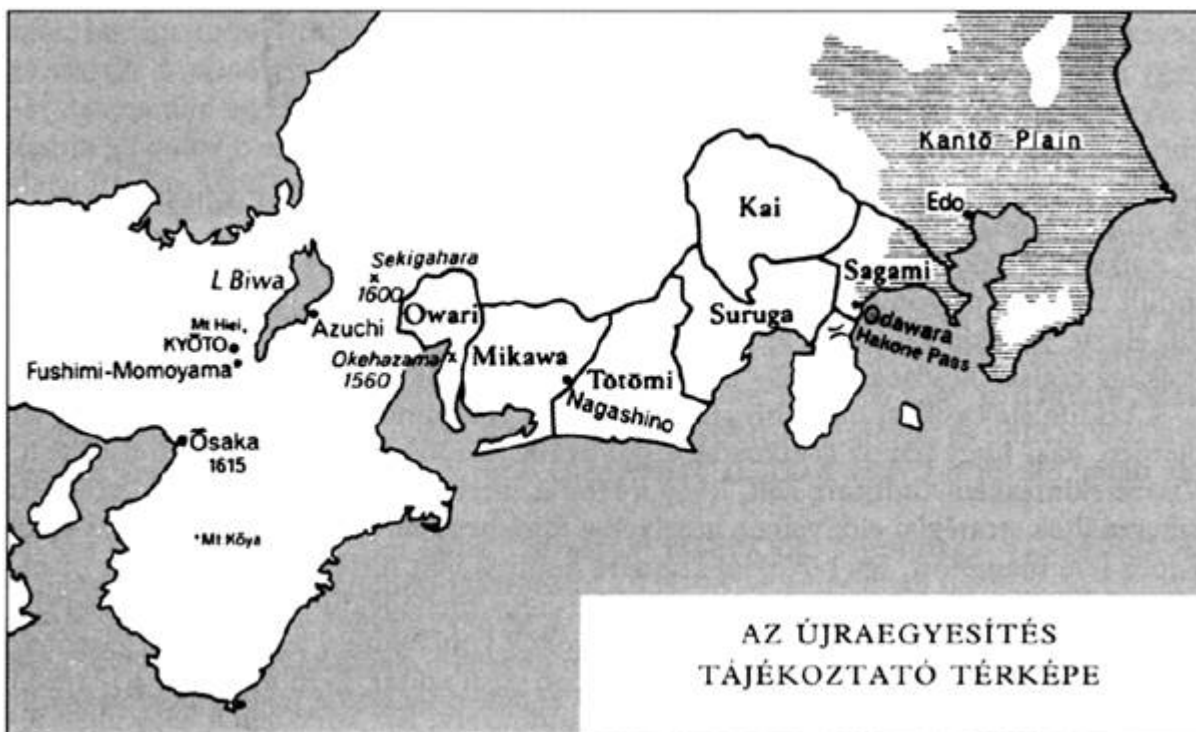 Kantō Plain
Kai
Edo
Sekigahara
1600
L Biwa
Sagami
Owari
Suruga
Azuchi
Mt Hiei
KYŌTO
Odawara
Hakone Pass
Okehazama
1560
Mikawa
Fushimi-Momoyama
Tōtōmi
Nagashino
Ōsaka
1615
Mt Kōya
AZ ÚJRAEGYESÍTÉS
TÁJÉKOZTATÓ TÉRKÉPE